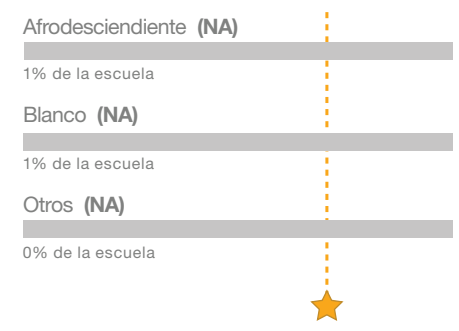 Afrodesciendiente (NA)
1% de la escuela
Blanco (NA)
1% de la escuela
Otros (NA)
0% de la escuela